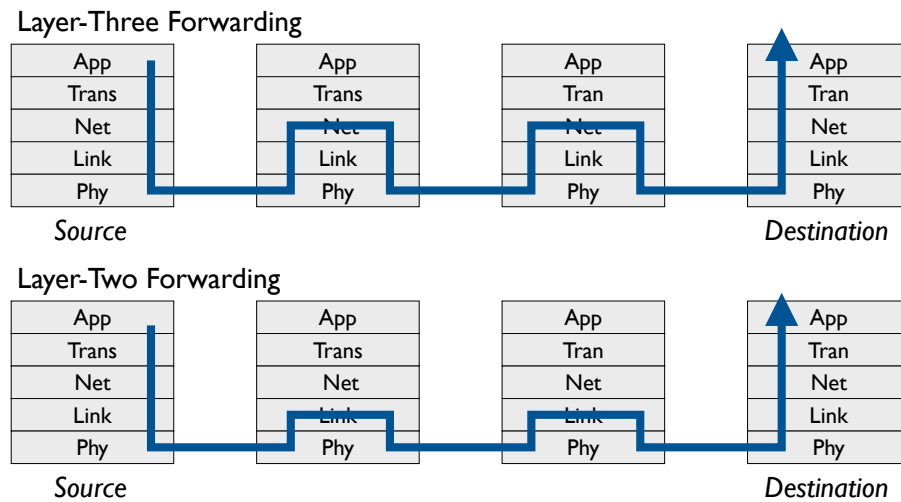 Layer-Three Forwarding
App App App App
Trans Trans Tran Tran
Net Net Net Net
Link Link Link Link
Phy Phy Phy Phy
Source Destination
Layer-Two Forwarding
App App App App
Trans Trans Tran Tran
Net Net Net Net
Link Link Link Link
Phy Phy Phy Phy
Source Destination